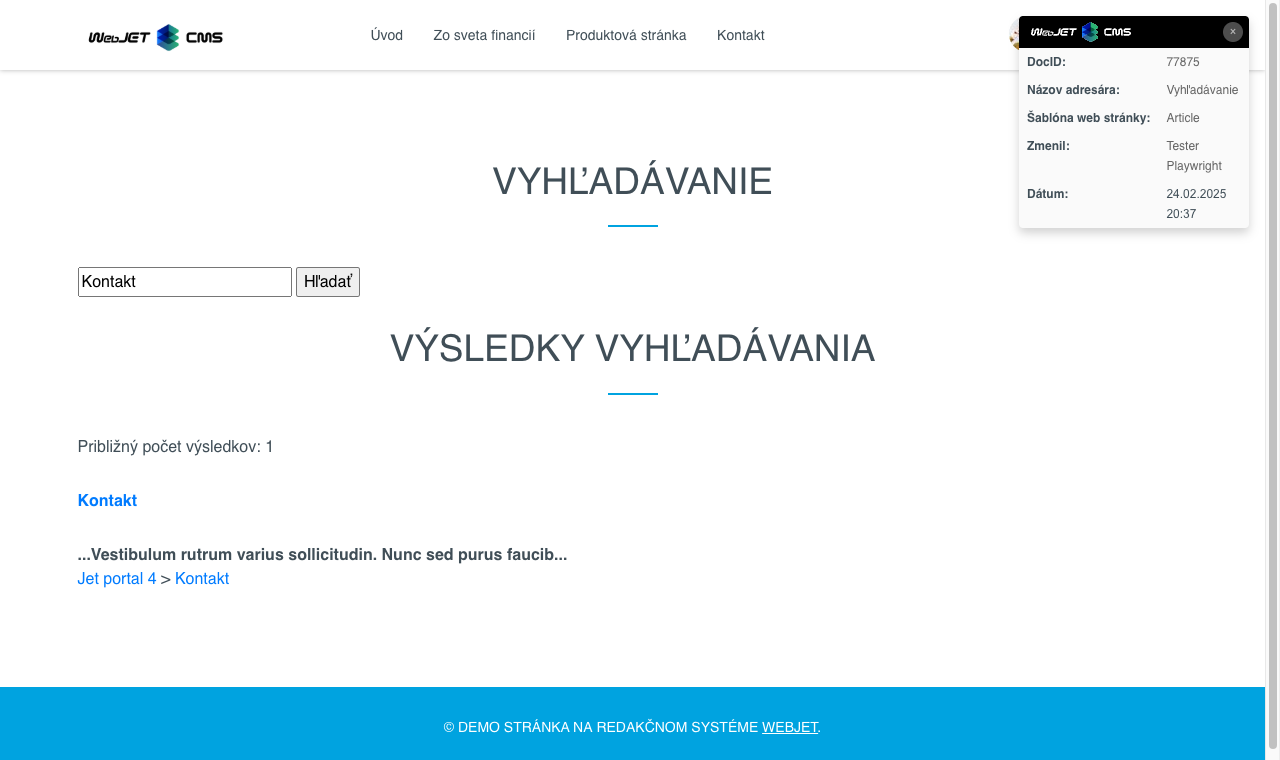 WebJET CMS
Úvod
Zo sveta financií
Produktová stránka
Kontakt
WebJET CMS
×
DocID: 77875
Názov adresára: Vyhľadávanie
Šablóna web stránky: Article
Zmenil: Tester
Playwright
Dátum: 24.02.2025
20:37
VYHĽADÁVANIE
Kontakt
Hľadať
VÝSLEDKY VYHĽADÁVANIA
Približný počet výsledkov: 1
Kontakt
...Vestibulum rutrum varius sollicitudin. Nunc sed purus faucib...
Jet portal 4 > Kontakt
© DEMO STRÁNKA NA REDAKČNOM SYSTÉME WEBJET.